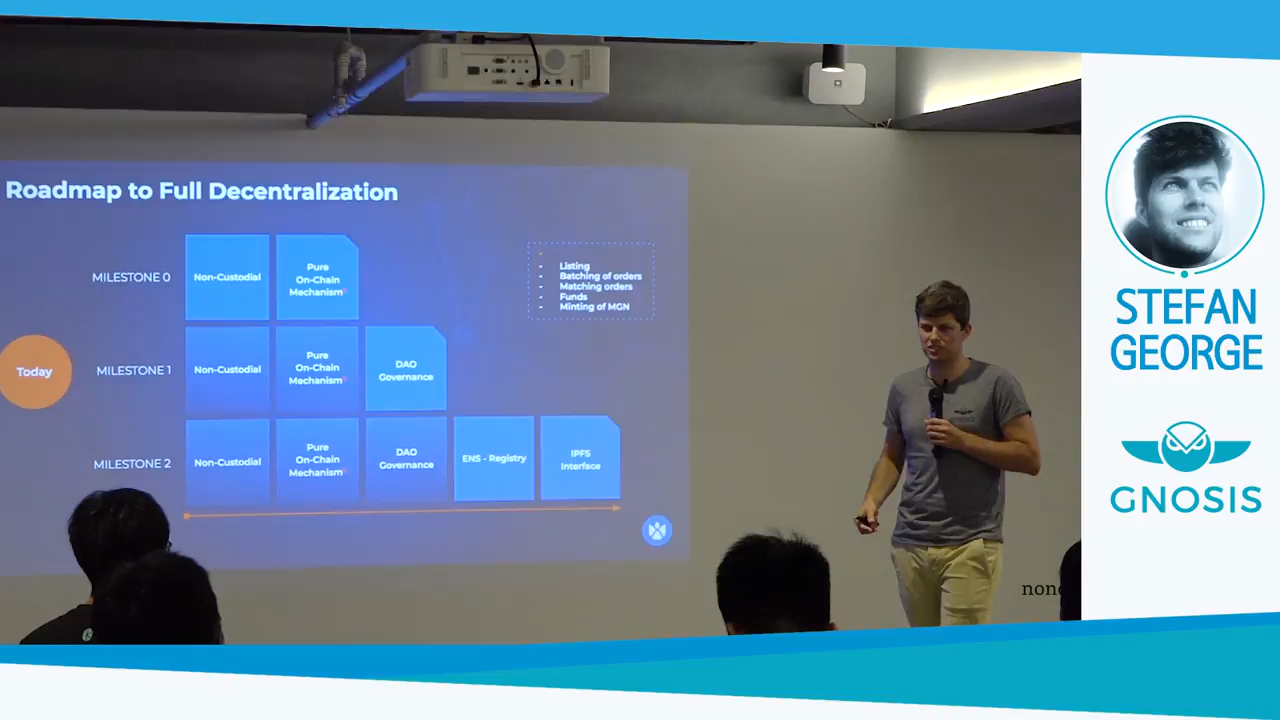 Roadmap to Full Decentralization
MILESTONE 0
Non-Custodial
Pure
On-Chain
Mechanism
- Listing
- Batching of orders
- Matching orders
- Funds
- Minting of MGN
Today
MILESTONE 1
Non-Custodial
Pure
On-Chain
Mechanism
DAO
Governance
MILESTONE 2
Non-Custodial
Pure
On-Chain
Mechanism
DAO
Governance
ENS - Registry
IPFS
Interface
STEFAN
GEORGE
GNOSIS